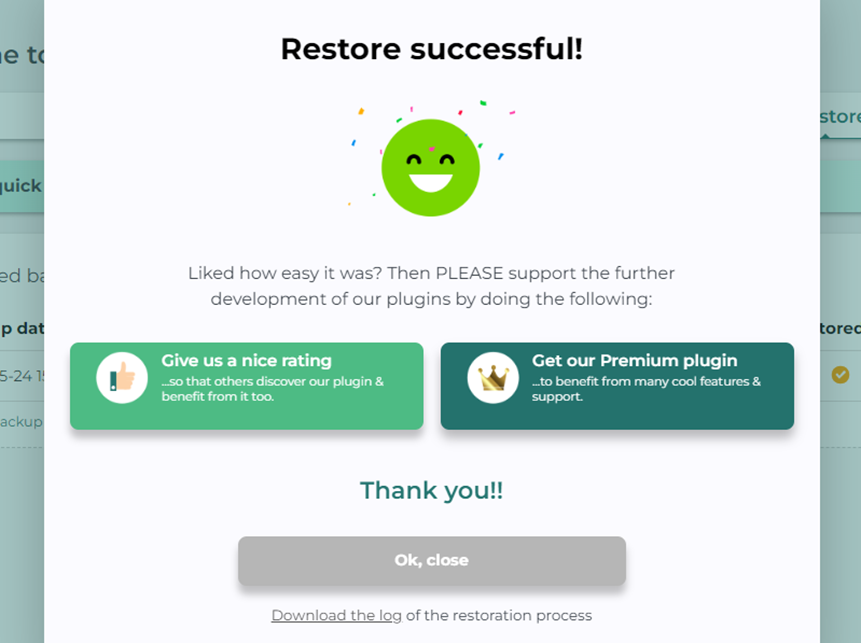 Restore successful!
Liked how easy it was? Then PLEASE support the further
development of our plugins by doing the following:
Give us a nice rating
...so that others discover our plugin &
benefit from it too.
Get our Premium plugin
...to benefit from many cool features &
support.
Thank you!!
Ok, close
Download the log of the restoration process
quick